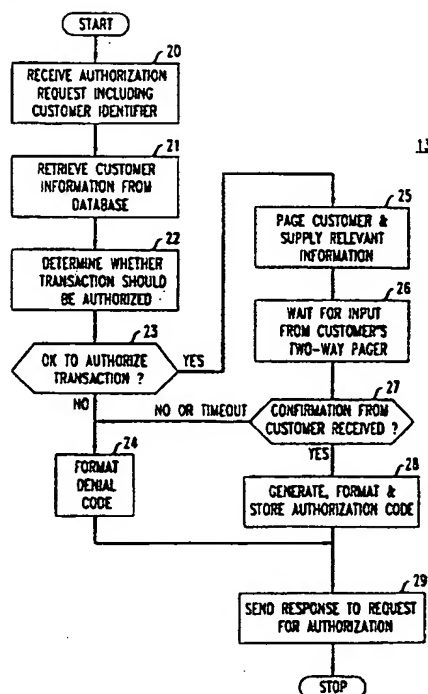 START
20
RECEIVE AUTHORIZATION
REQUEST INCLUDING
CUSTOMER IDENTIFIER
21
RETRIEVE CUSTOMER
INFORMATION FROM
DATABASE
22
DETERMINE WHETHER
TRANSACTION SHOULD
BE AUTHORIZED
23
OK TO AUTHORIZE
TRANSACTION ?
YES
NO
24
FORMAT
DENIAL
CODE
13
25
PAGE CUSTOMER &
SUPPLY RELEVANT
INFORMATION
26
WAIT FOR INPUT
FROM CUSTOMER'S
TWO-WAY PAGER
27
CONFIRMATION FROM
CUSTOMER RECEIVED ?
NO OR TIMEOUT
YES
28
GENERATE, FORMAT &
STORE AUTHORIZATION CODE
29
SEND RESPONSE TO REQUEST
FOR AUTHORIZATION
STOP